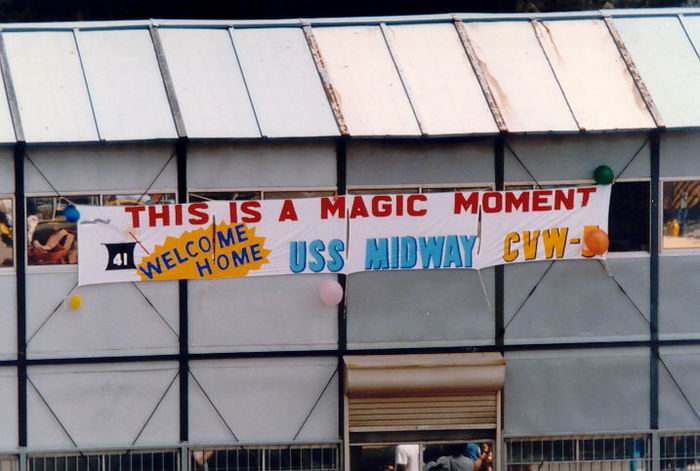 THIS IS A MAGIC MOMENT
41
WELCOME
HOME
USS MIDWAY
CVW-